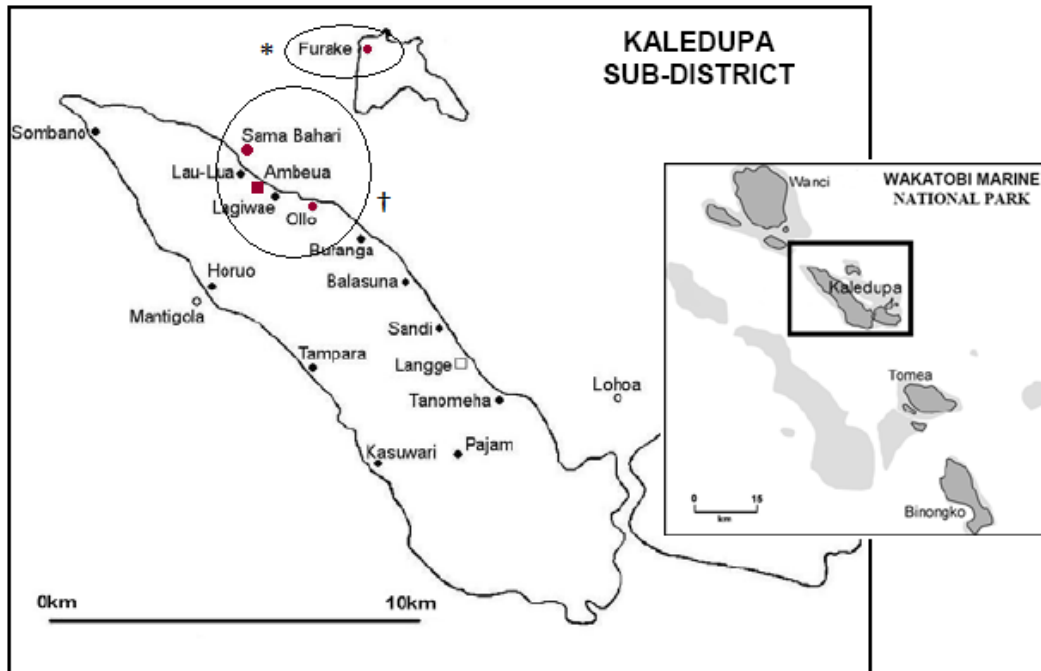 KALEDUPA
SUB-DISTRICT
*
Furake
Sombano
Sama Bahari
Lau-Lua
Ambeua
Lagiwae
Ollo
†
Buranga
Horuo
Balasuna
Mantigola
Sandi
Tampara
Langge
Lohoa
Tanomeha
Kasuwari
Pajam
0km
10km
Wanci
WAKATOBI MARINE
NATIONAL PARK
Kaledupa
Tomea
Binongko
0
15
km